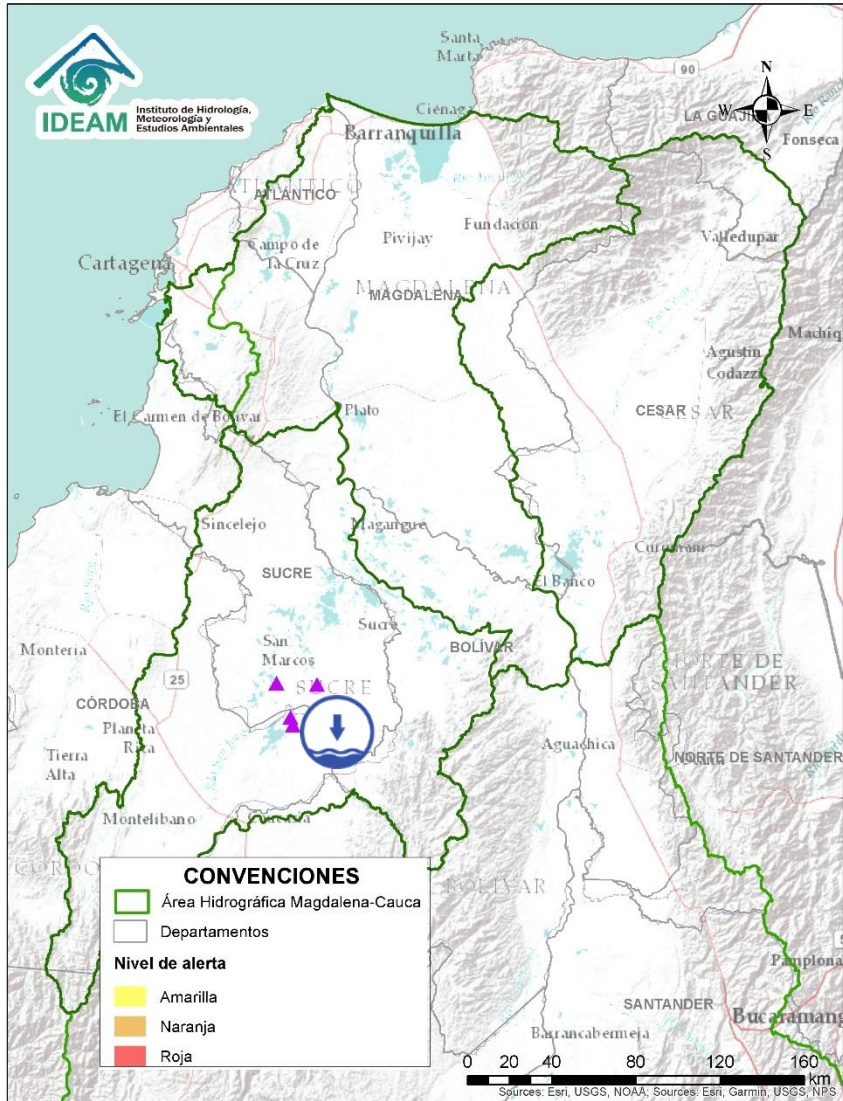 IDEAM
Instituto de Hidrología,
Meteorología y
Estudios Ambientales
Santa
Marta
90
N
W
E
S
LA GUAJI
Fonseca
Ciénaga
Barranquilla
ATLÁNTICO
ATLÁNTICO
Fundación
Pivijay
Campo de
la Cruz
Valledupar
Cartagena
MAGDALENA
MAGDALENA
Agustín
Codazzi
Machiq
CESAR
CESAR
El Carmen de Bolívar
Plato
Sincelejo
Magangué
Curumaní
El Banco
SUCRE
Sucre
San
Marcos
BOLÍVAR
Montería
25
SUCRE
NORTE DE
SANTANDER
CÓRDOBA
Planeta
Rica
Tierra
Alta
Aguachica
NORTE DE SANTANDER
Montelíbano
BOLÍVAR
CONVENCIONES
Área Hidrográfica Magdalena-Cauca
Departamentos
Nivel de alerta
Amarilla
Naranja
Roja
Pamplona
SANTANDER
Bucaramang
Barrancabermeja
0 20 40 80 120 160
km
Sources: Esri, USGS, NOAA; Sources: Esri, Garmin, USGS, NPS